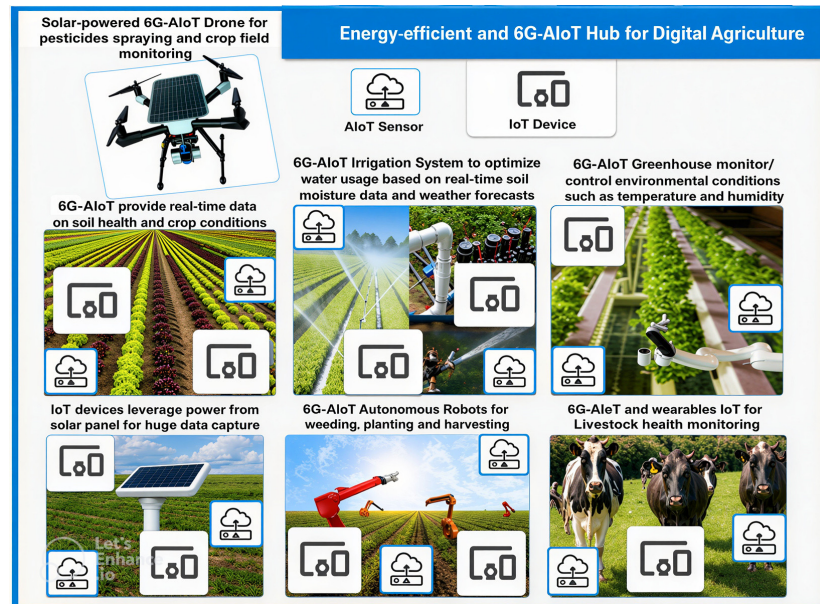 Solar-powered 6G-AIoT Drone for
pesticides spraying and crop field
monitoring
Energy-efficient and 6G-AIoT Hub for Digital Agriculture
AIoT Sensor
IoT Device
6G-AIoT provide real-time data
on soil health and crop conditions
6G-AIoT Irrigation System to optimize
water usage based on real-time soil
moisture data and weather forecasts
6G-AIoT Greenhouse monitor/
control environmental conditions
such as temperature and humidity
IoT devices leverage power from
solar panel for huge data capture
6G-AIoT Autonomous Robots for
weeding, planting and harvesting
6G-AIeT and wearables IoT for
Livestock health monitoring
Let's
Enhance
.io